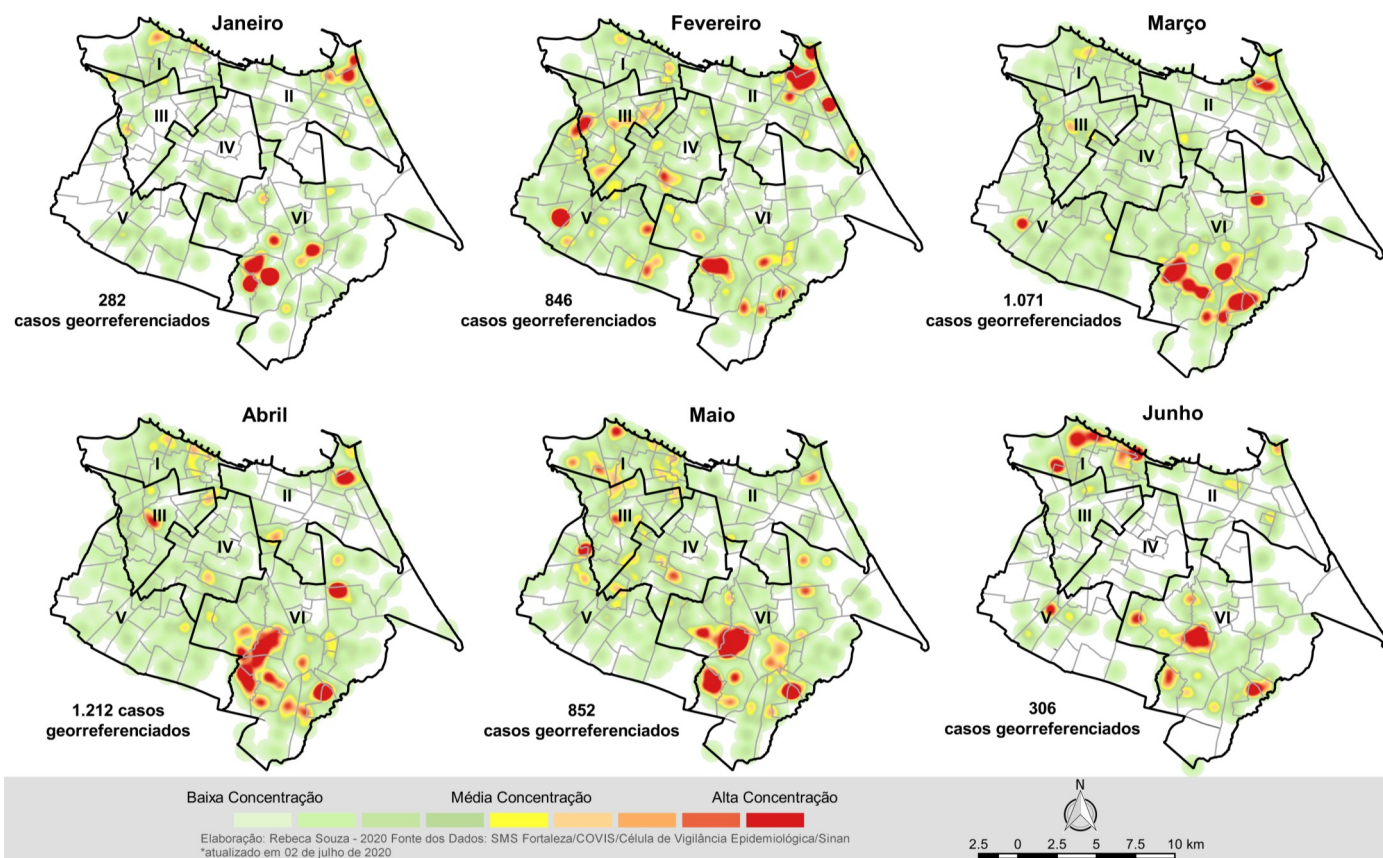 Janeiro
I
II
III
IV
V
VI
282
casos georreferenciados
Fevereiro
I
II
III
IV
V
VI
846
casos georreferenciados
Março
I
II
III
IV
V
VI
1.071
casos georreferenciados
Abril
I
II
III
IV
V
VI
1.212 casos
georreferenciados
Maio
I
II
III
IV
V
VI
852
casos georreferenciados
Junho
I
II
III
IV
V
VI
306
casos georreferenciados
Baixa Concentração Média Concentração Alta Concentração
Elaboração: Rebeca Souza - 2020 Fonte dos Dados: SMS Fortaleza/COVIS/Célula de Vigilância Epidemiológica/Sinan
*atualizado em 02 de julho de 2020
N
2.5 0 2.5 5 7.5 10 km